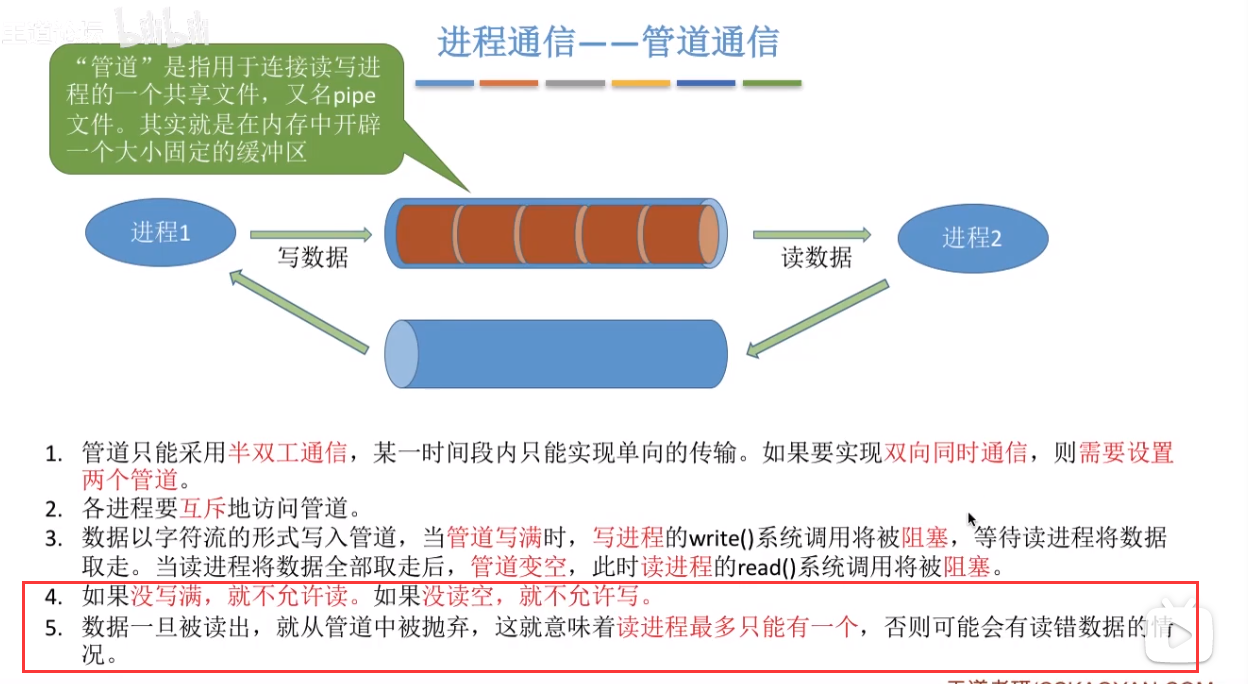 进程通信——管道通信
“管道”是指用于连接读写进
程的一个共享文件，又名pipe
文件。其实就是在内存中开辟
一个大小固定的缓冲区
进程1
写数据
读数据
进程2
1. 管道只能采用半双工通信，某一时间段内只能实现单向的传输。如果要实现双向同时通信，则需要设置
两个管道。
2. 各进程要互斥地访问管道。
3. 数据以字符流的形式写入管道，当管道写满时，写进程的write()系统调用将被阻塞，等待读进程将数据
取走。当读进程将数据全部取走后，管道变空，此时读进程的read()系统调用将被阻塞。
4. 如果没写满，就不允许读。如果没读空，就不允许写。
5. 数据一旦被读出，就从管道中被抛弃，这就意味着读进程最多只能有一个，否则可能会有读错数据的情
况。